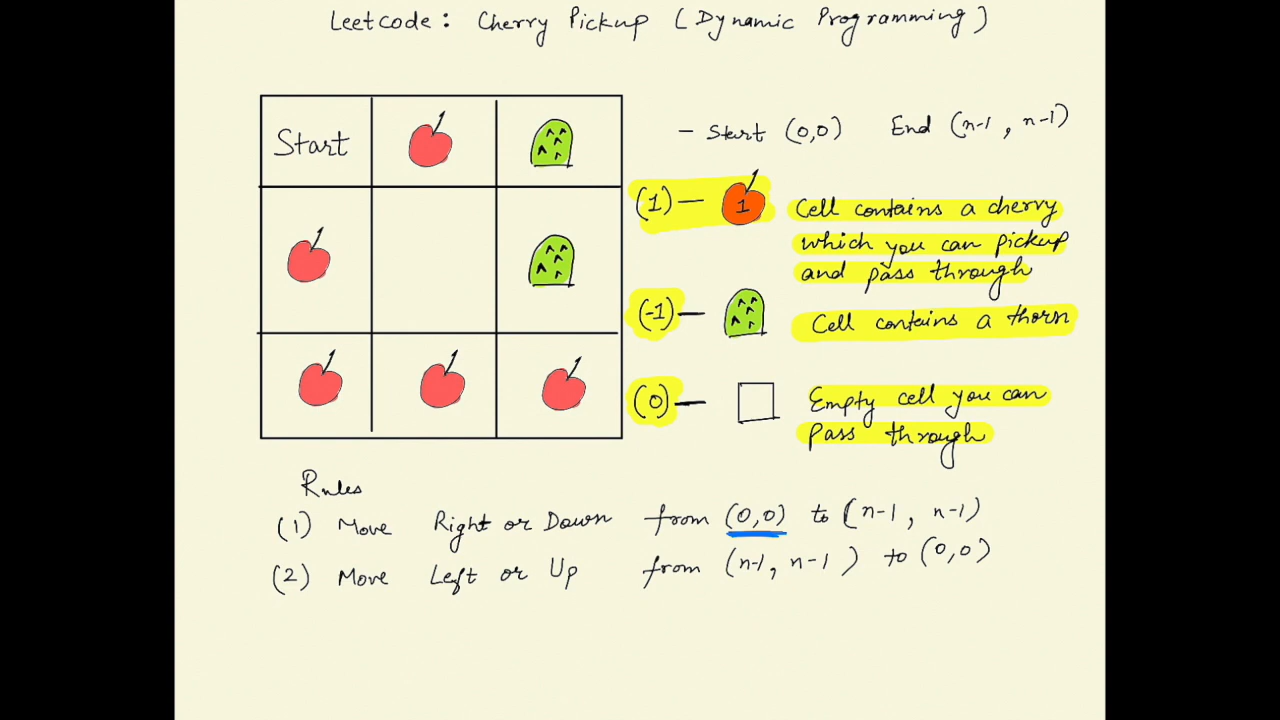 Leetcode: Cherry Pickup (Dynamic Programming)
Start
- Start (0,0) End (n-1, n-1)
(1)— 1 Cell contains a cherry
which you can pickup
and pass through
(-1)— Cell contains a thorn
(0)— Empty cell you can
pass through
Rules
(1) Move Right or Down from (0,0) to (n-1, n-1)
(2) Move Left or Up from (n-1, n-1) to (0,0)